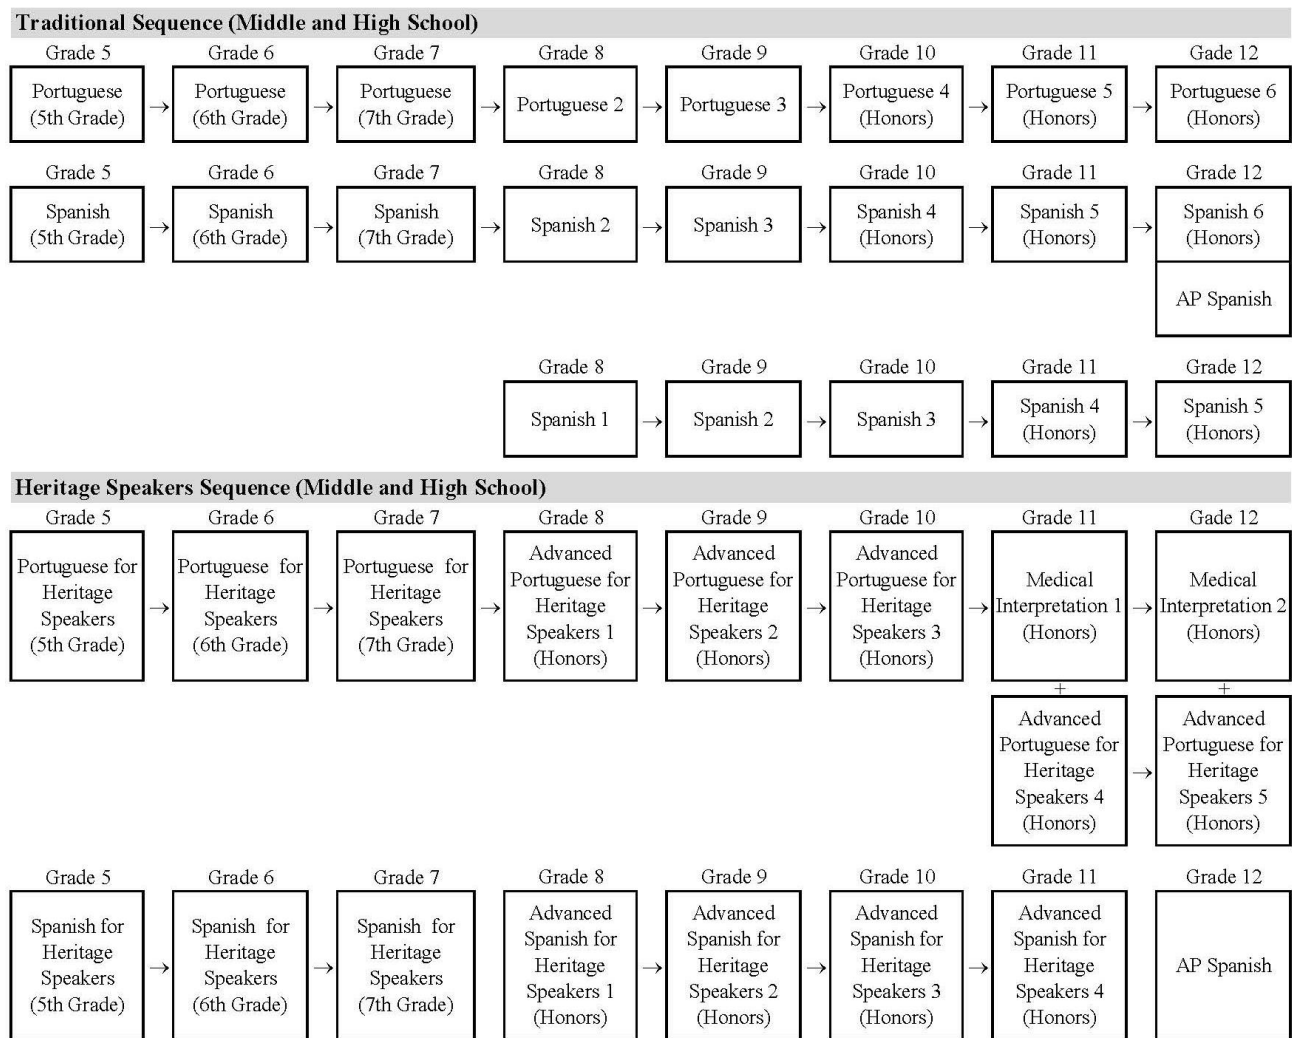 Traditional Sequence (Middle and High School)
Grade 5 Grade 6 Grade 7 Grade 8 Grade 9 Grade 10 Grade 11 Gade 12
Portuguese
(5th Grade)
→
Portuguese
(6th Grade)
→
Portuguese
(7th Grade)
→
Portuguese 2
→
Portuguese 3
→
Portuguese 4
(Honors)
→
Portuguese 5
(Honors)
→
Portuguese 6
(Honors)
Grade 5 Grade 6 Grade 7 Grade 8 Grade 9 Grade 10 Grade 11 Grade 12
Spanish
(5th Grade)
→
Spanish
(6th Grade)
→
Spanish
(7th Grade)
→
Spanish 2
→
Spanish 3
→
Spanish 4
(Honors)
→
Spanish 5
(Honors)
→
Spanish 6
(Honors)
AP Spanish
Grade 8 Grade 9 Grade 10 Grade 11 Grade 12
Spanish 1
→
Spanish 2
→
Spanish 3
→
Spanish 4
(Honors)
→
Spanish 5
(Honors)
Heritage Speakers Sequence (Middle and High School)
Grade 5 Grade 6 Grade 7 Grade 8 Grade 9 Grade 10 Grade 11 Gade 12
Portuguese for
Heritage
Speakers
(5th Grade)
→
Portuguese for
Heritage
Speakers
(6th Grade)
→
Portuguese for
Heritage
Speakers
(7th Grade)
→
Advanced
Portuguese for
Heritage
Speakers 1
(Honors)
→
Advanced
Portuguese for
Heritage
Speakers 2
(Honors)
→
Advanced
Portuguese for
Heritage
Speakers 3
(Honors)
→
Medical
Interpretation 1
(Honors)
→
Medical
Interpretation 2
(Honors)
+ +
Advanced
Portuguese for
Heritage
Speakers 4
(Honors)
→
Advanced
Portuguese for
Heritage
Speakers 5
(Honors)
Grade 5 Grade 6 Grade 7 Grade 8 Grade 9 Grade 10 Grade 11 Grade 12
Spanish for
Heritage
Speakers
(5th Grade)
→
Spanish for
Heritage
Speakers
(6th Grade)
→
Spanish for
Heritage
Speakers
(7th Grade)
→
Advanced
Spanish for
Heritage
Speakers 1
(Honors)
→
Advanced
Spanish for
Heritage
Speakers 2
(Honors)
→
Advanced
Spanish for
Heritage
Speakers 3
(Honors)
→
Advanced
Spanish for
Heritage
Speakers 4
(Honors)
AP Spanish